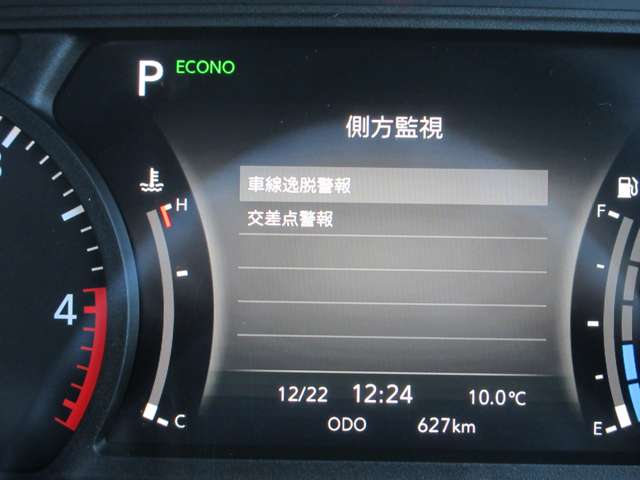 P ECONO
側方監視
車線逸脱警報
交差点警報
H
F
4
C
E
12/22 12:24 10.0℃
ODO 627km